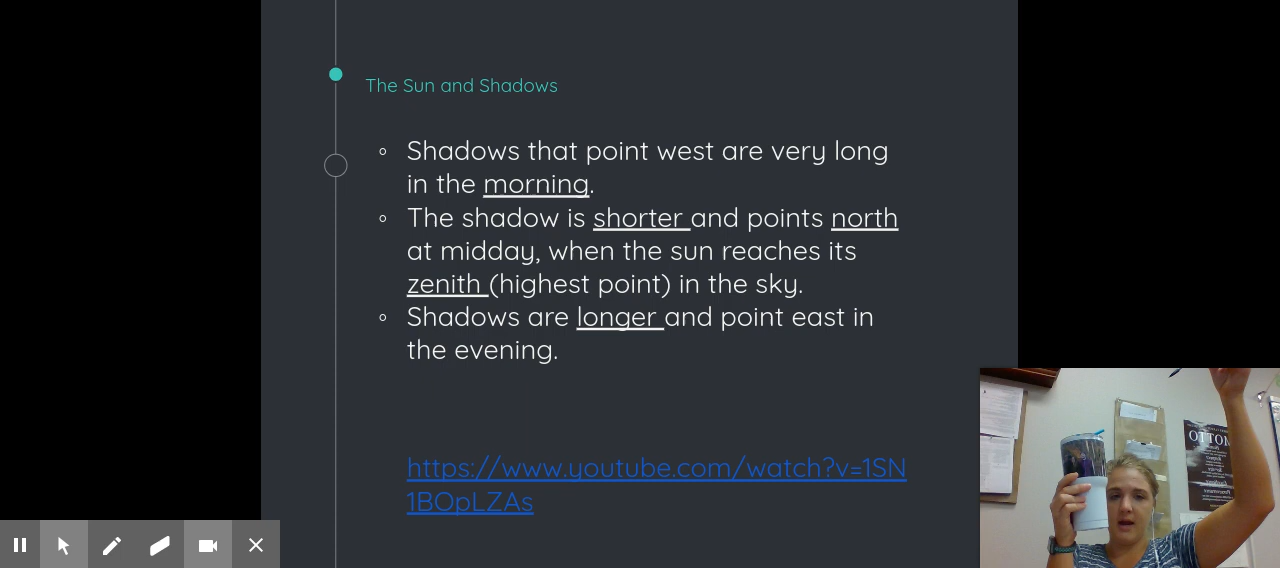 The Sun and Shadows
Shadows that point west are very long
in the morning.
The shadow is shorter and points north
at midday, when the sun reaches its
zenith (highest point) in the sky.
Shadows are longer and point east in
the evening.
https://www.youtube.com/watch?v=1SN
1BOpLZAs